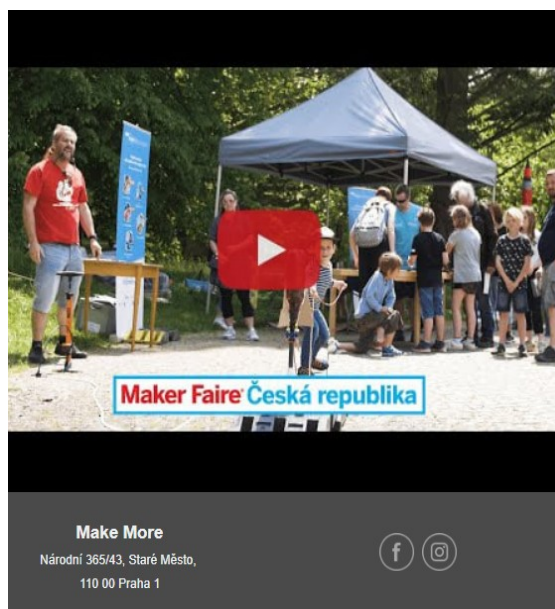 Maker Faire® Česká republika
Make More
Národní 365/43, Staré Město,
110 00 Praha 1